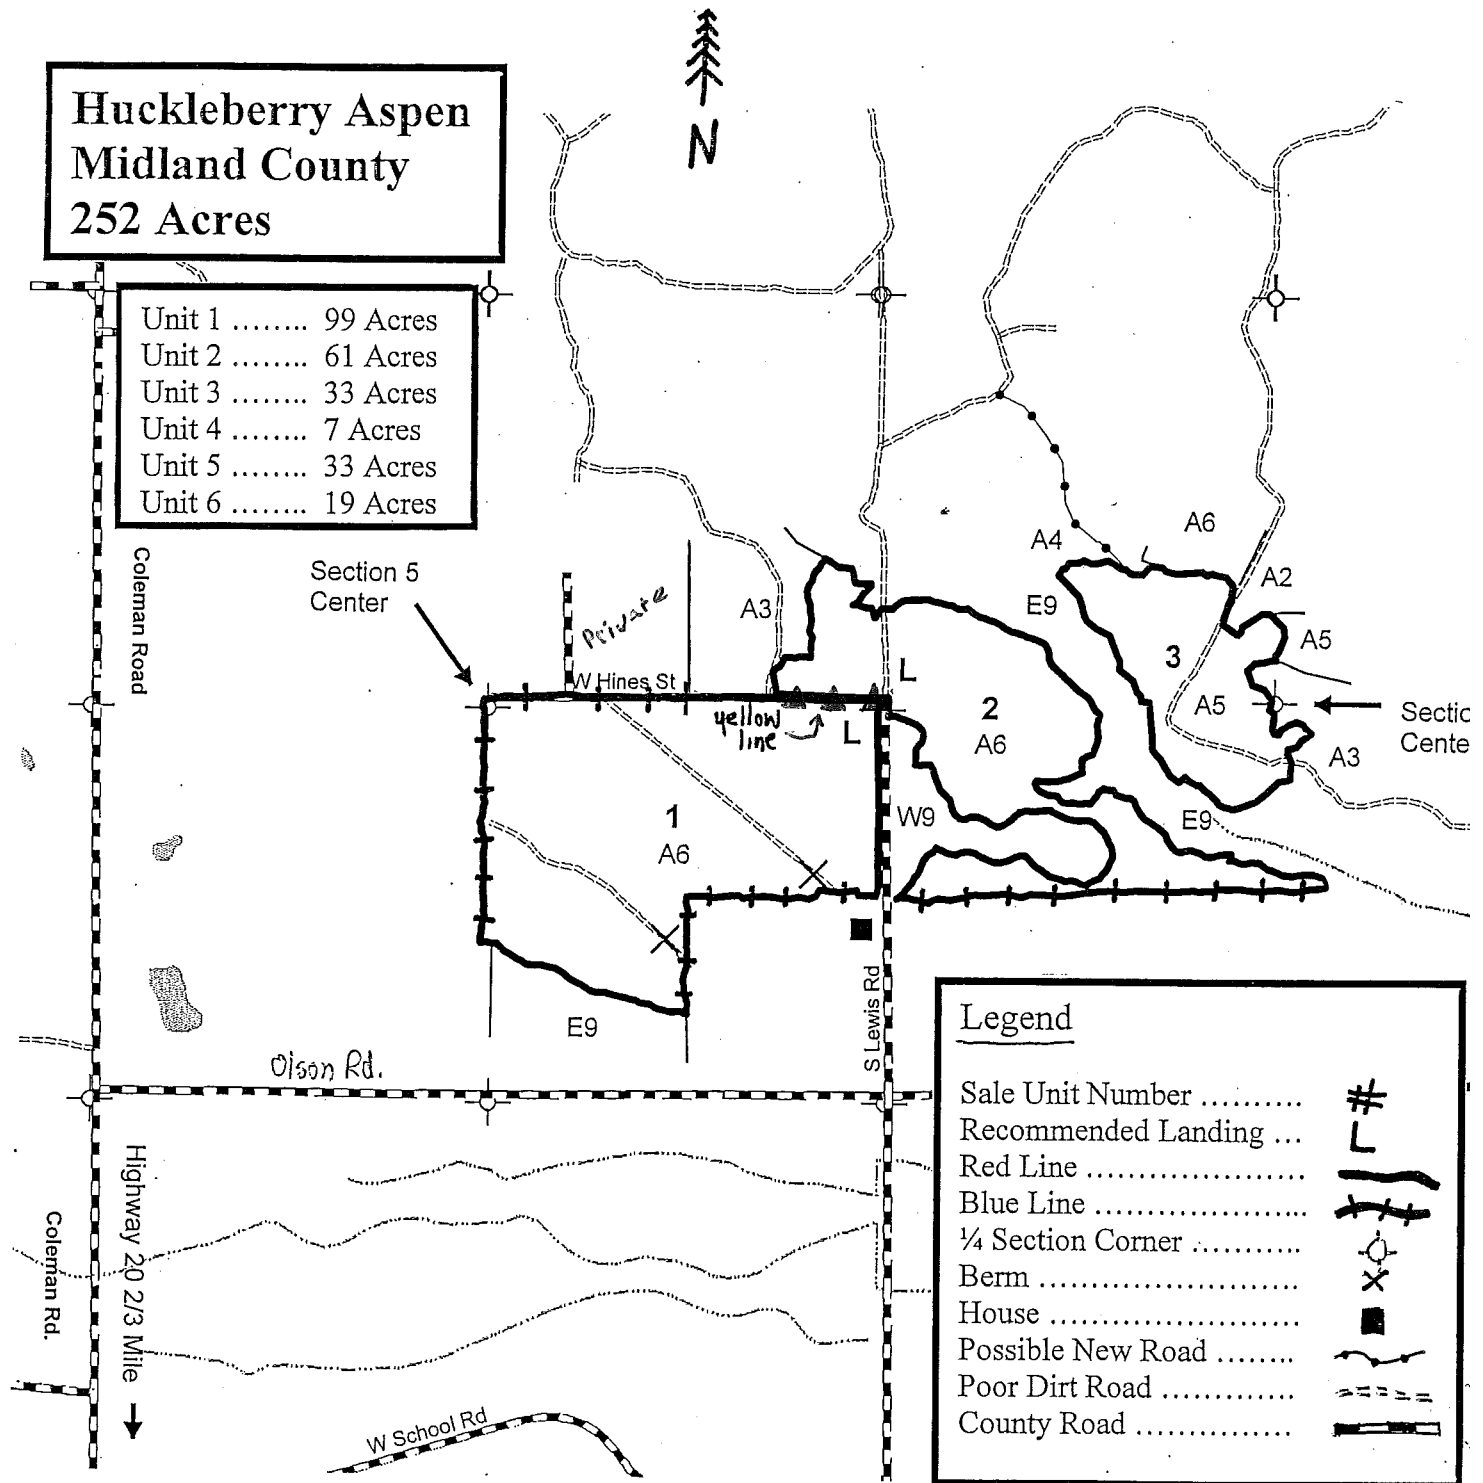 N
Huckleberry Aspen
Midland County
252 Acres
Unit 1 ........ 99 Acres
Unit 2 ........ 61 Acres
Unit 3 ........ 33 Acres
Unit 4 ........ 7 Acres
Unit 5 ........ 33 Acres
Unit 6 ........ 19 Acres
Coleman Road
Section 5
Center
Private
A3
W Hines St
yellow
line
L
L
A4
A6
A2
E9
A5
3
A5
2
A6
Sectio
Cente
A3
1
A6
W9
E9
E9
S Lewis Rd
Olson Rd.
Highway 20 2/3 Mile
Coleman Rd.
W School Rd
Legend
Sale Unit Number .......... #
Recommended Landing ... L
Red Line ....................
Blue Line .....................
¼ Section Corner ..........
Berm ........................ X
House .......................
Possible New Road ........
Poor Dirt Road .............
County Road ..............